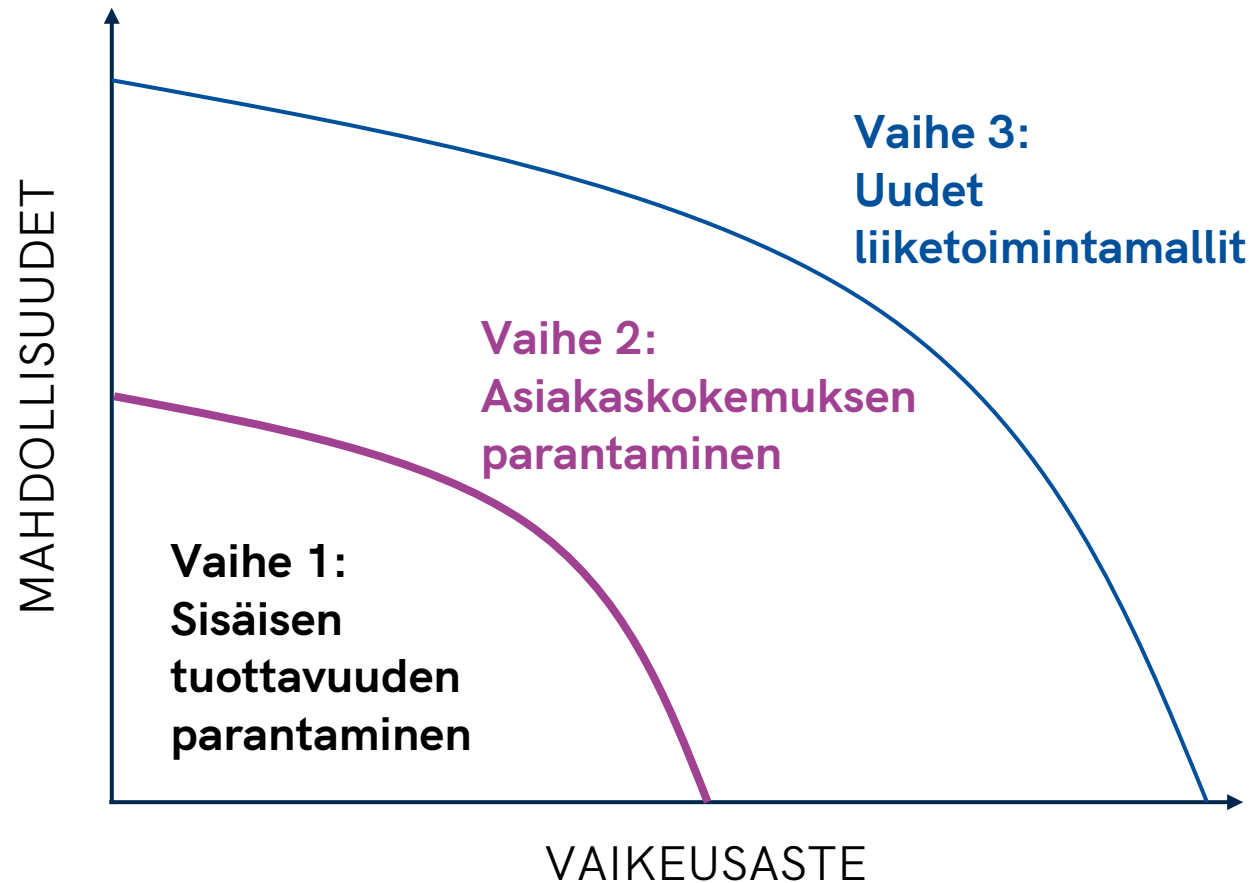 MAHDOLLISUUDET
Vaihe 3:
Uudet
liiketoimintamallit
Vaihe 2:
Asiakaskokemuksen
parantaminen
Vaihe 1:
Sisäisen
tuottavuuden
parantaminen
VAIKEUSASTE